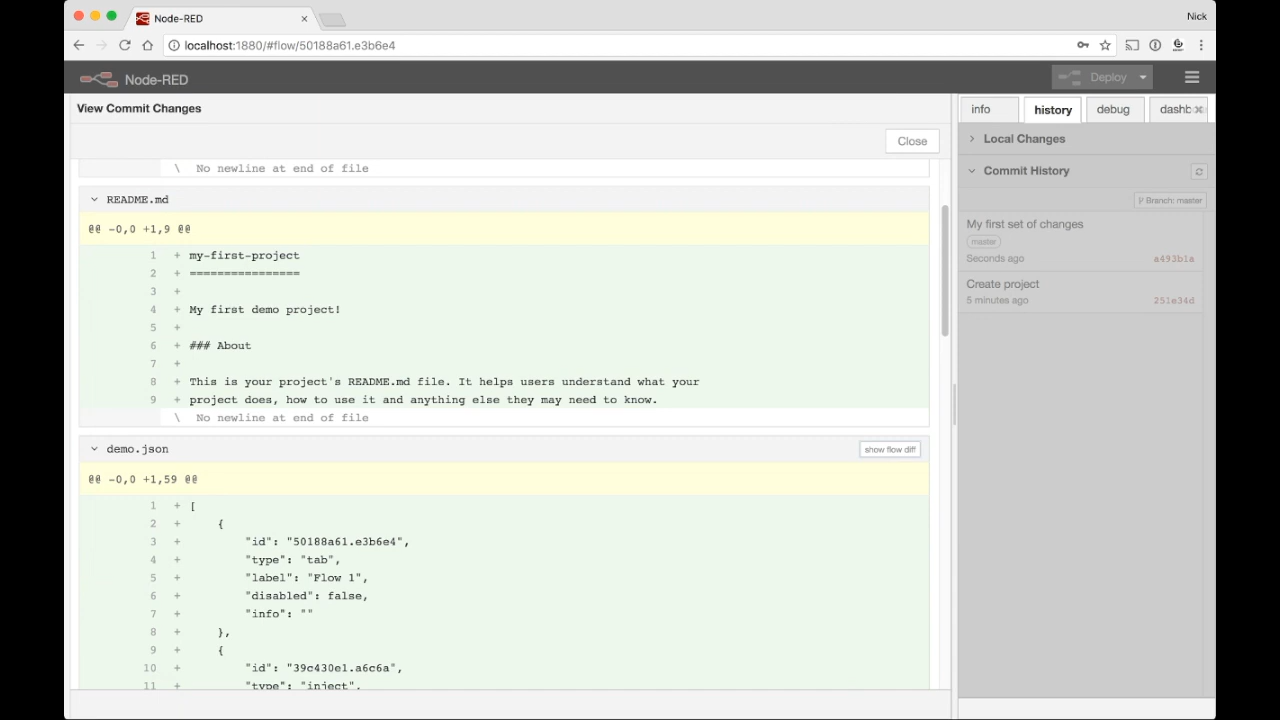 Node-RED
Nick
localhost:1880/#flow/50188a61.e3b6e4
Node-RED
Deploy
View Commit Changes
Close
\ No newline at end of file
README.md
@@ -0,0 +1,9 @@
1 + my-first-project
2 + ================
3 +
4 + My first demo project!
5 +
6 + ### About
7 +
8 + This is your project's README.md file. It helps users understand what your
9 + project does, how to use it and anything else they may need to know.
\ No newline at end of file
demo.json
show flow diff
@@ -0,0 +1,59 @@
1 + [
2 + {
3 + "id": "50188a61.e3b6e4",
4 + "type": "tab",
5 + "label": "Flow 1",
6 + "disabled": false,
7 + "info": ""
8 + },
9 + {
10 + "id": "39c430e1.a6c6a",
11 + "type": "inject",
info
history
debug
dashb
Local Changes
Commit History
Branch: master
My first set of changes
master
Seconds ago a493b1a
Create project
5 minutes ago 251e34d